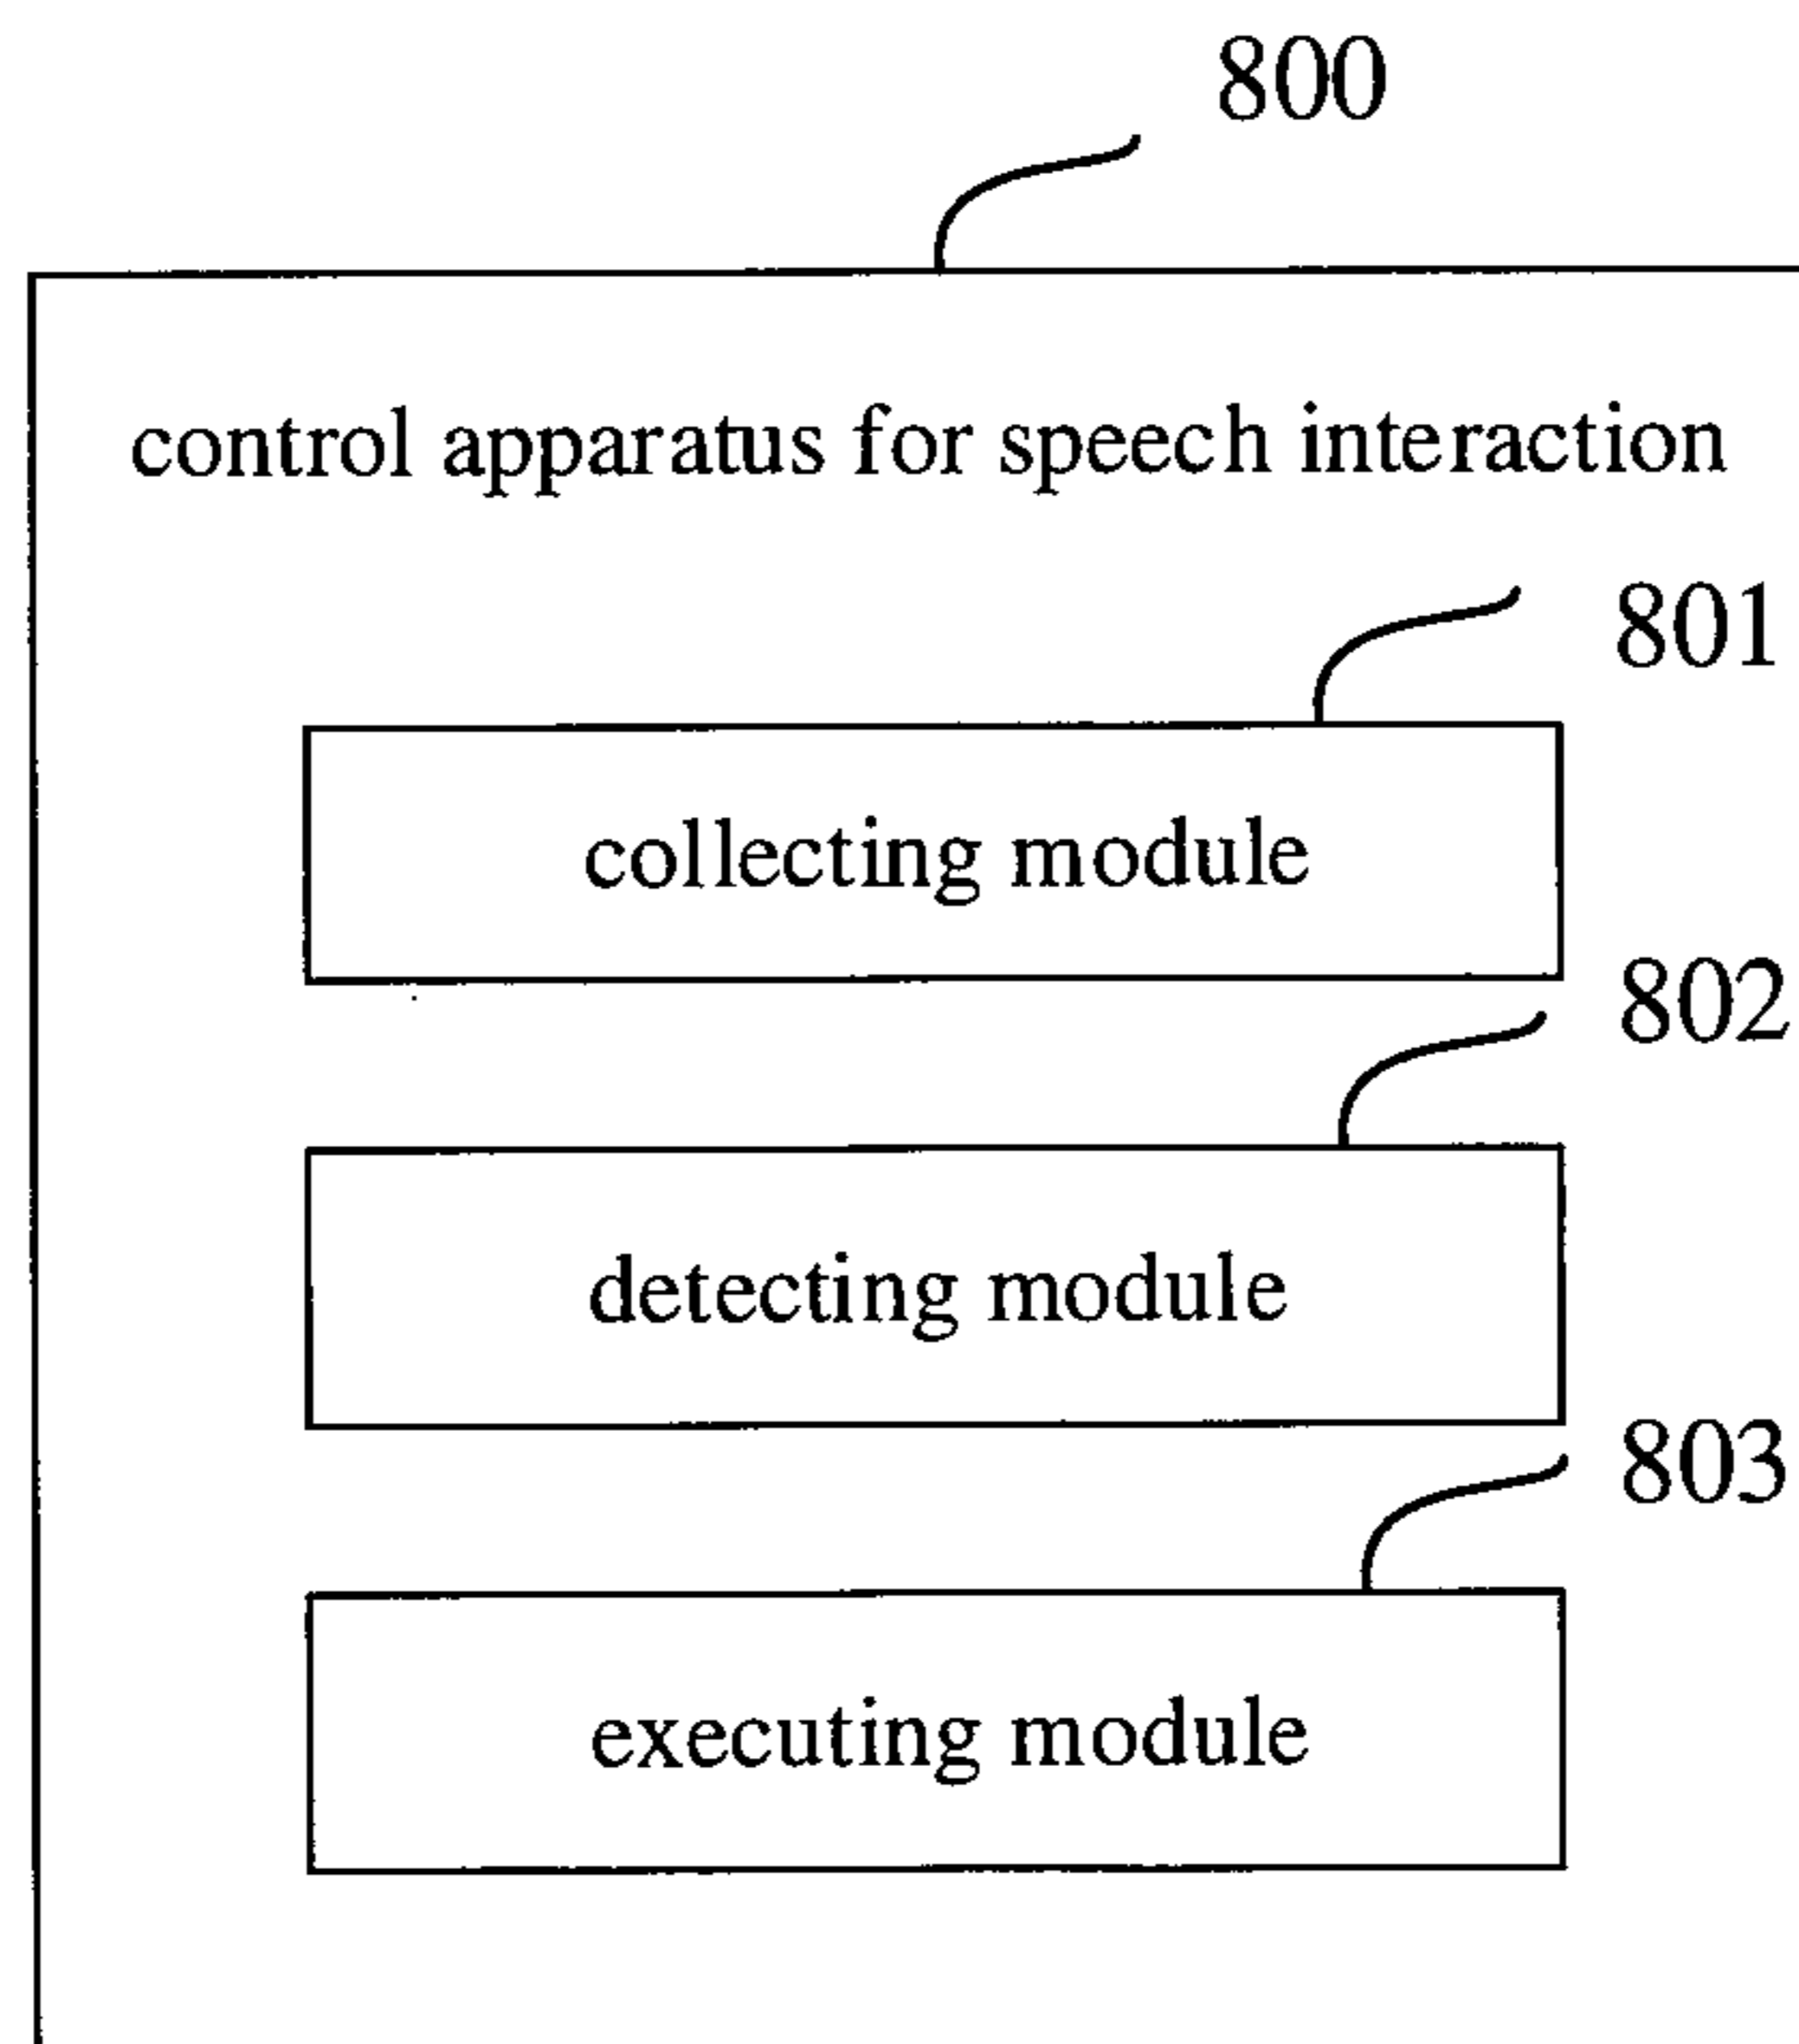 800
control apparatus for speech interaction
801
collecting module
802
detecting module
803
executing module